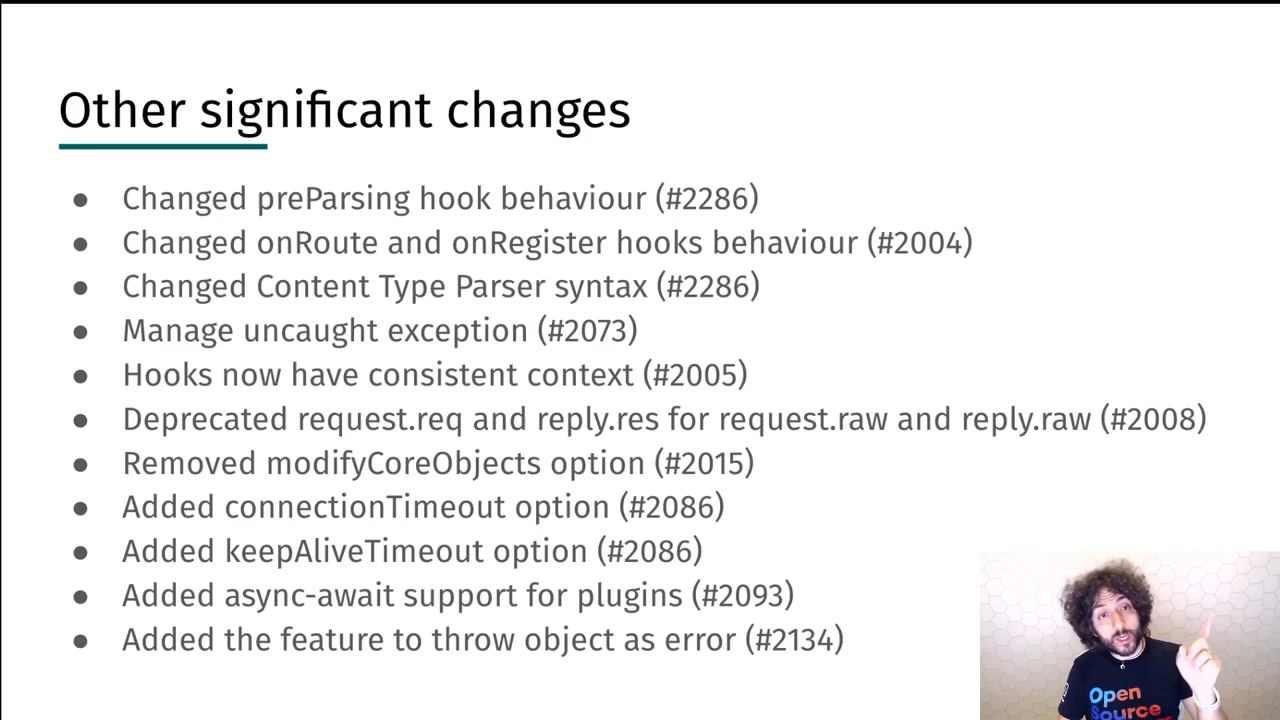 Other significant changes
● Changed preParsing hook behaviour (#2286)
● Changed onRoute and onRegister hooks behaviour (#2004)
● Changed Content Type Parser syntax (#2286)
● Manage uncaught exception (#2073)
● Hooks now have consistent context (#2005)
● Deprecated request.req and reply.res for request.raw and reply.raw (#2008)
● Removed modifyCoreObjects option (#2015)
● Added connectionTimeout option (#2086)
● Added keepAliveTimeout option (#2086)
● Added async-await support for plugins (#2093)
● Added the feature to throw object as error (#2134)
Open
Source